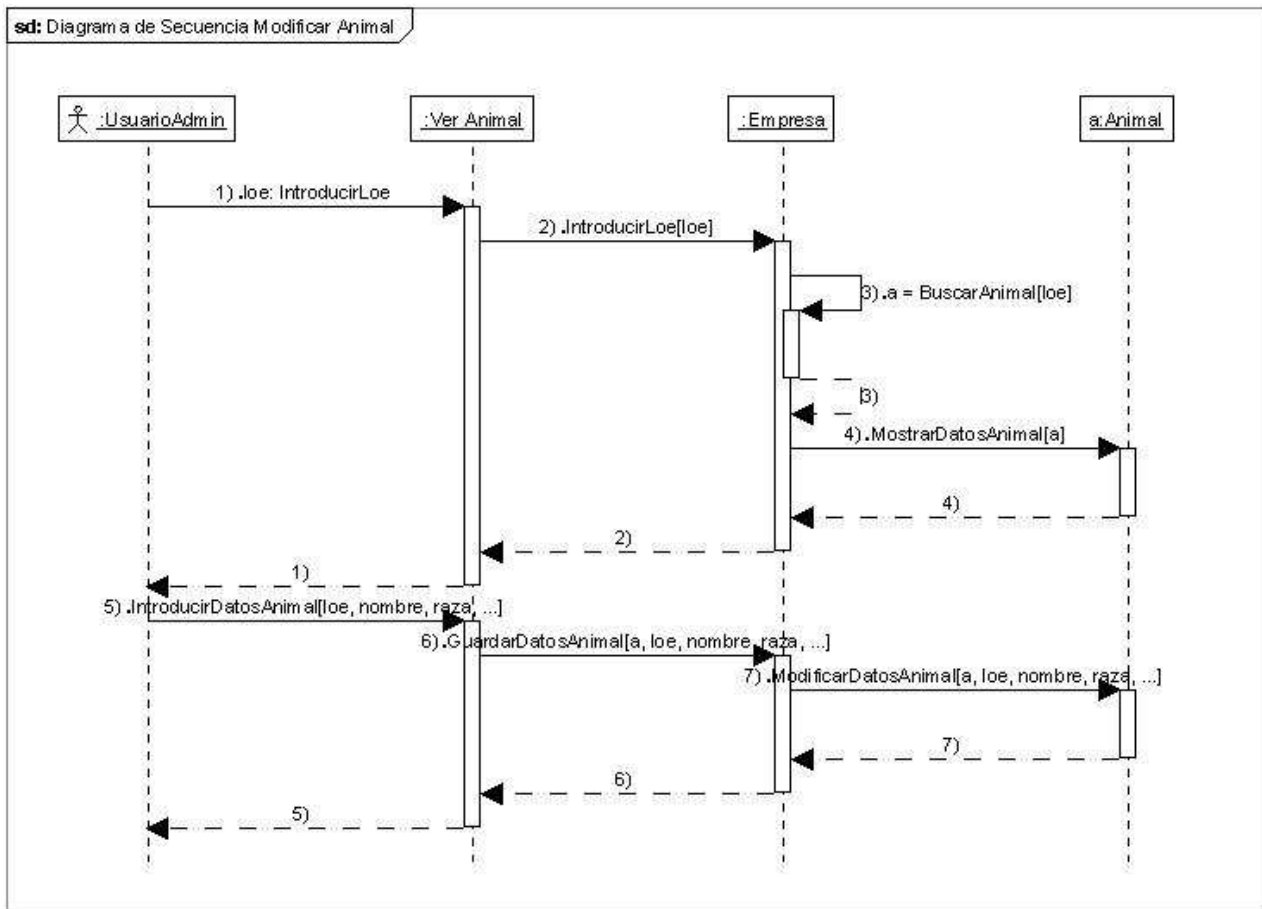 sd: Diagrama de Secuencia Modificar Animal
:UsuarioAdmin
:Ver Animal
:Empresa
a:Animal
1) .loe: IntroducirLoe
2) .IntroducirLoe[loe]
3) .a = BuscarAnimal[loe]
3)
4) .MostrarDatosAnimal[a]
4)
2)
1)
5) .IntroducirDatosAnimal[loe, nombre, raza, ...]
6) .GuardarDatosAnimal[a, loe, nombre, raza, ...]
7) .ModificarDatosAnimal[a, loe, nombre, raza, ...]
7)
6)
5)